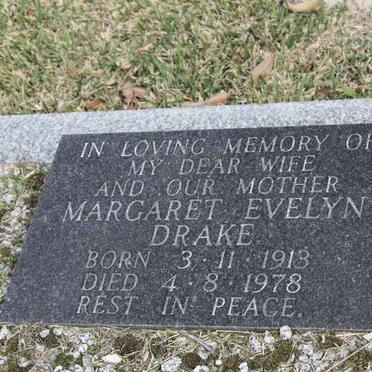 IN LOVING MEMORY OF
MY DEAR WIFE
AND OUR MOTHER
MARGARET EVELYN
DRAKE
BORN 3·11·1913
DIED 4·8·1978
REST IN PEACE.